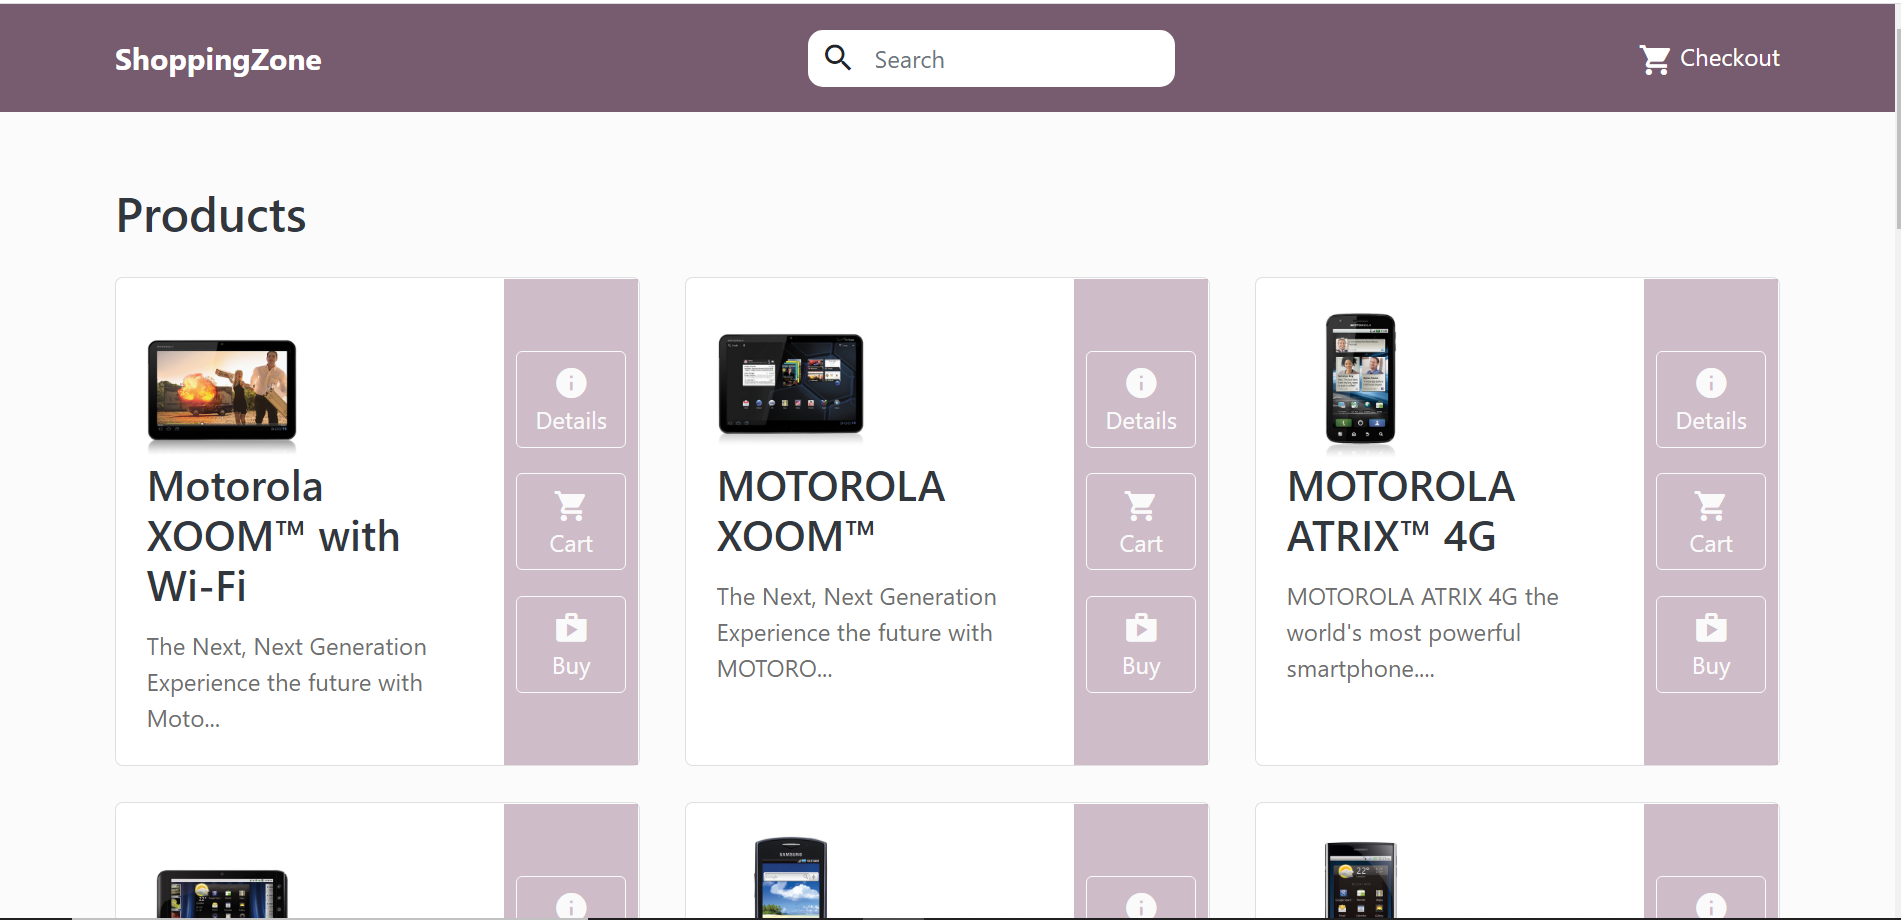 ShoppingZone
Search
Checkout
Products
Motorola
XOOM™ with
Wi-Fi
The Next, Next Generation
Experience the future with
Moto...
Details
Cart
Buy
MOTOROLA
XOOM™
The Next, Next Generation
Experience the future with
MOTORO...
Details
Cart
Buy
MOTOROLA
ATRIX™ 4G
MOTOROLA ATRIX 4G the
world's most powerful
smartphone....
Details
Cart
Buy
SAMSUNG
22°